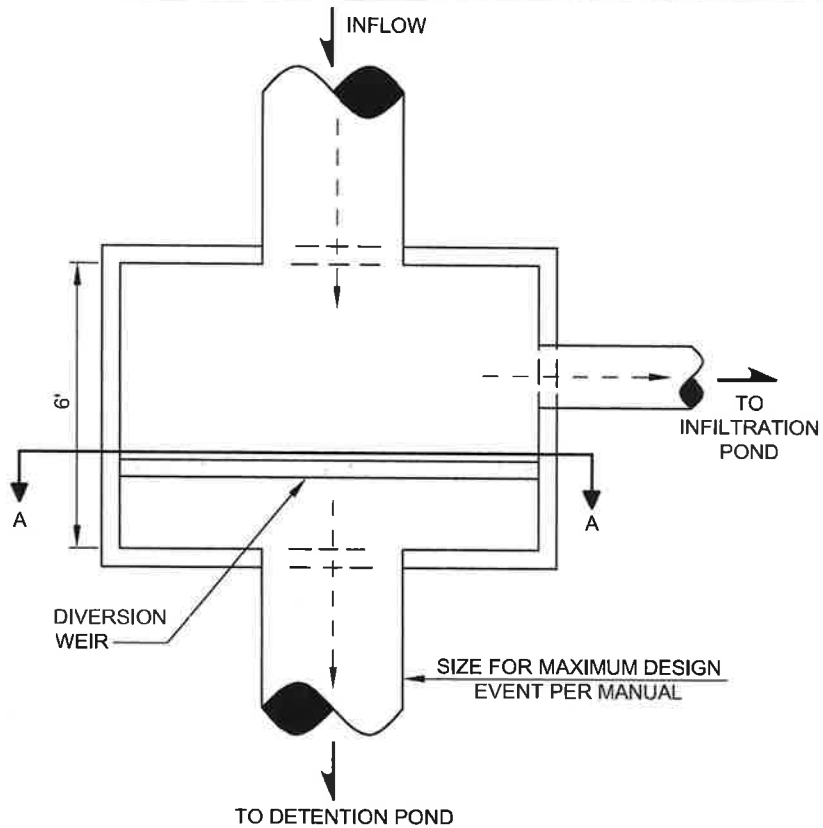 INFLOW
6'
TO
INFILTRATION
POND
A
A
DIVERSION
WEIR
SIZE FOR MAXIMUM DESIGN
EVENT PER MANUAL
TO DETENTION POND